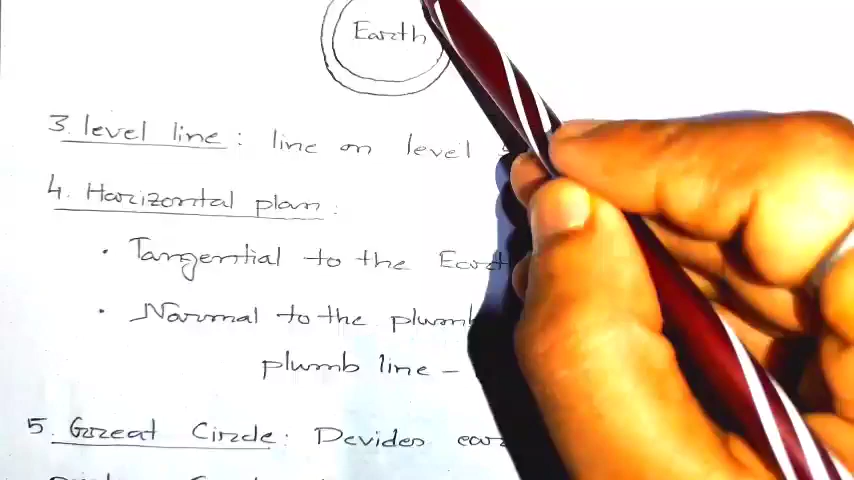 Earth
3. level line : line on level
4. Horizontal plan :
• Tangential to the Earth
• Normal to the plumb
plumb line –
5. Great Circle : Devides ear